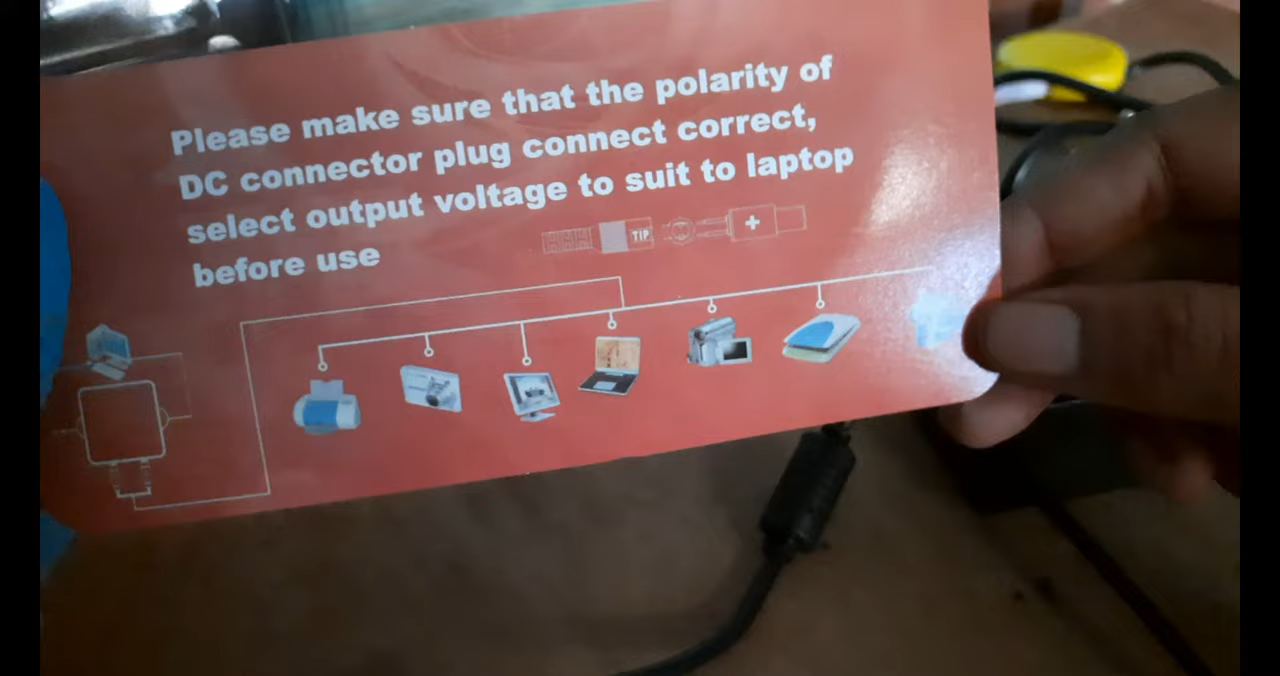 Please make sure that the polarity of
DC connector plug connect correct,
select output voltage to suit to laptop
before use
TIP
+